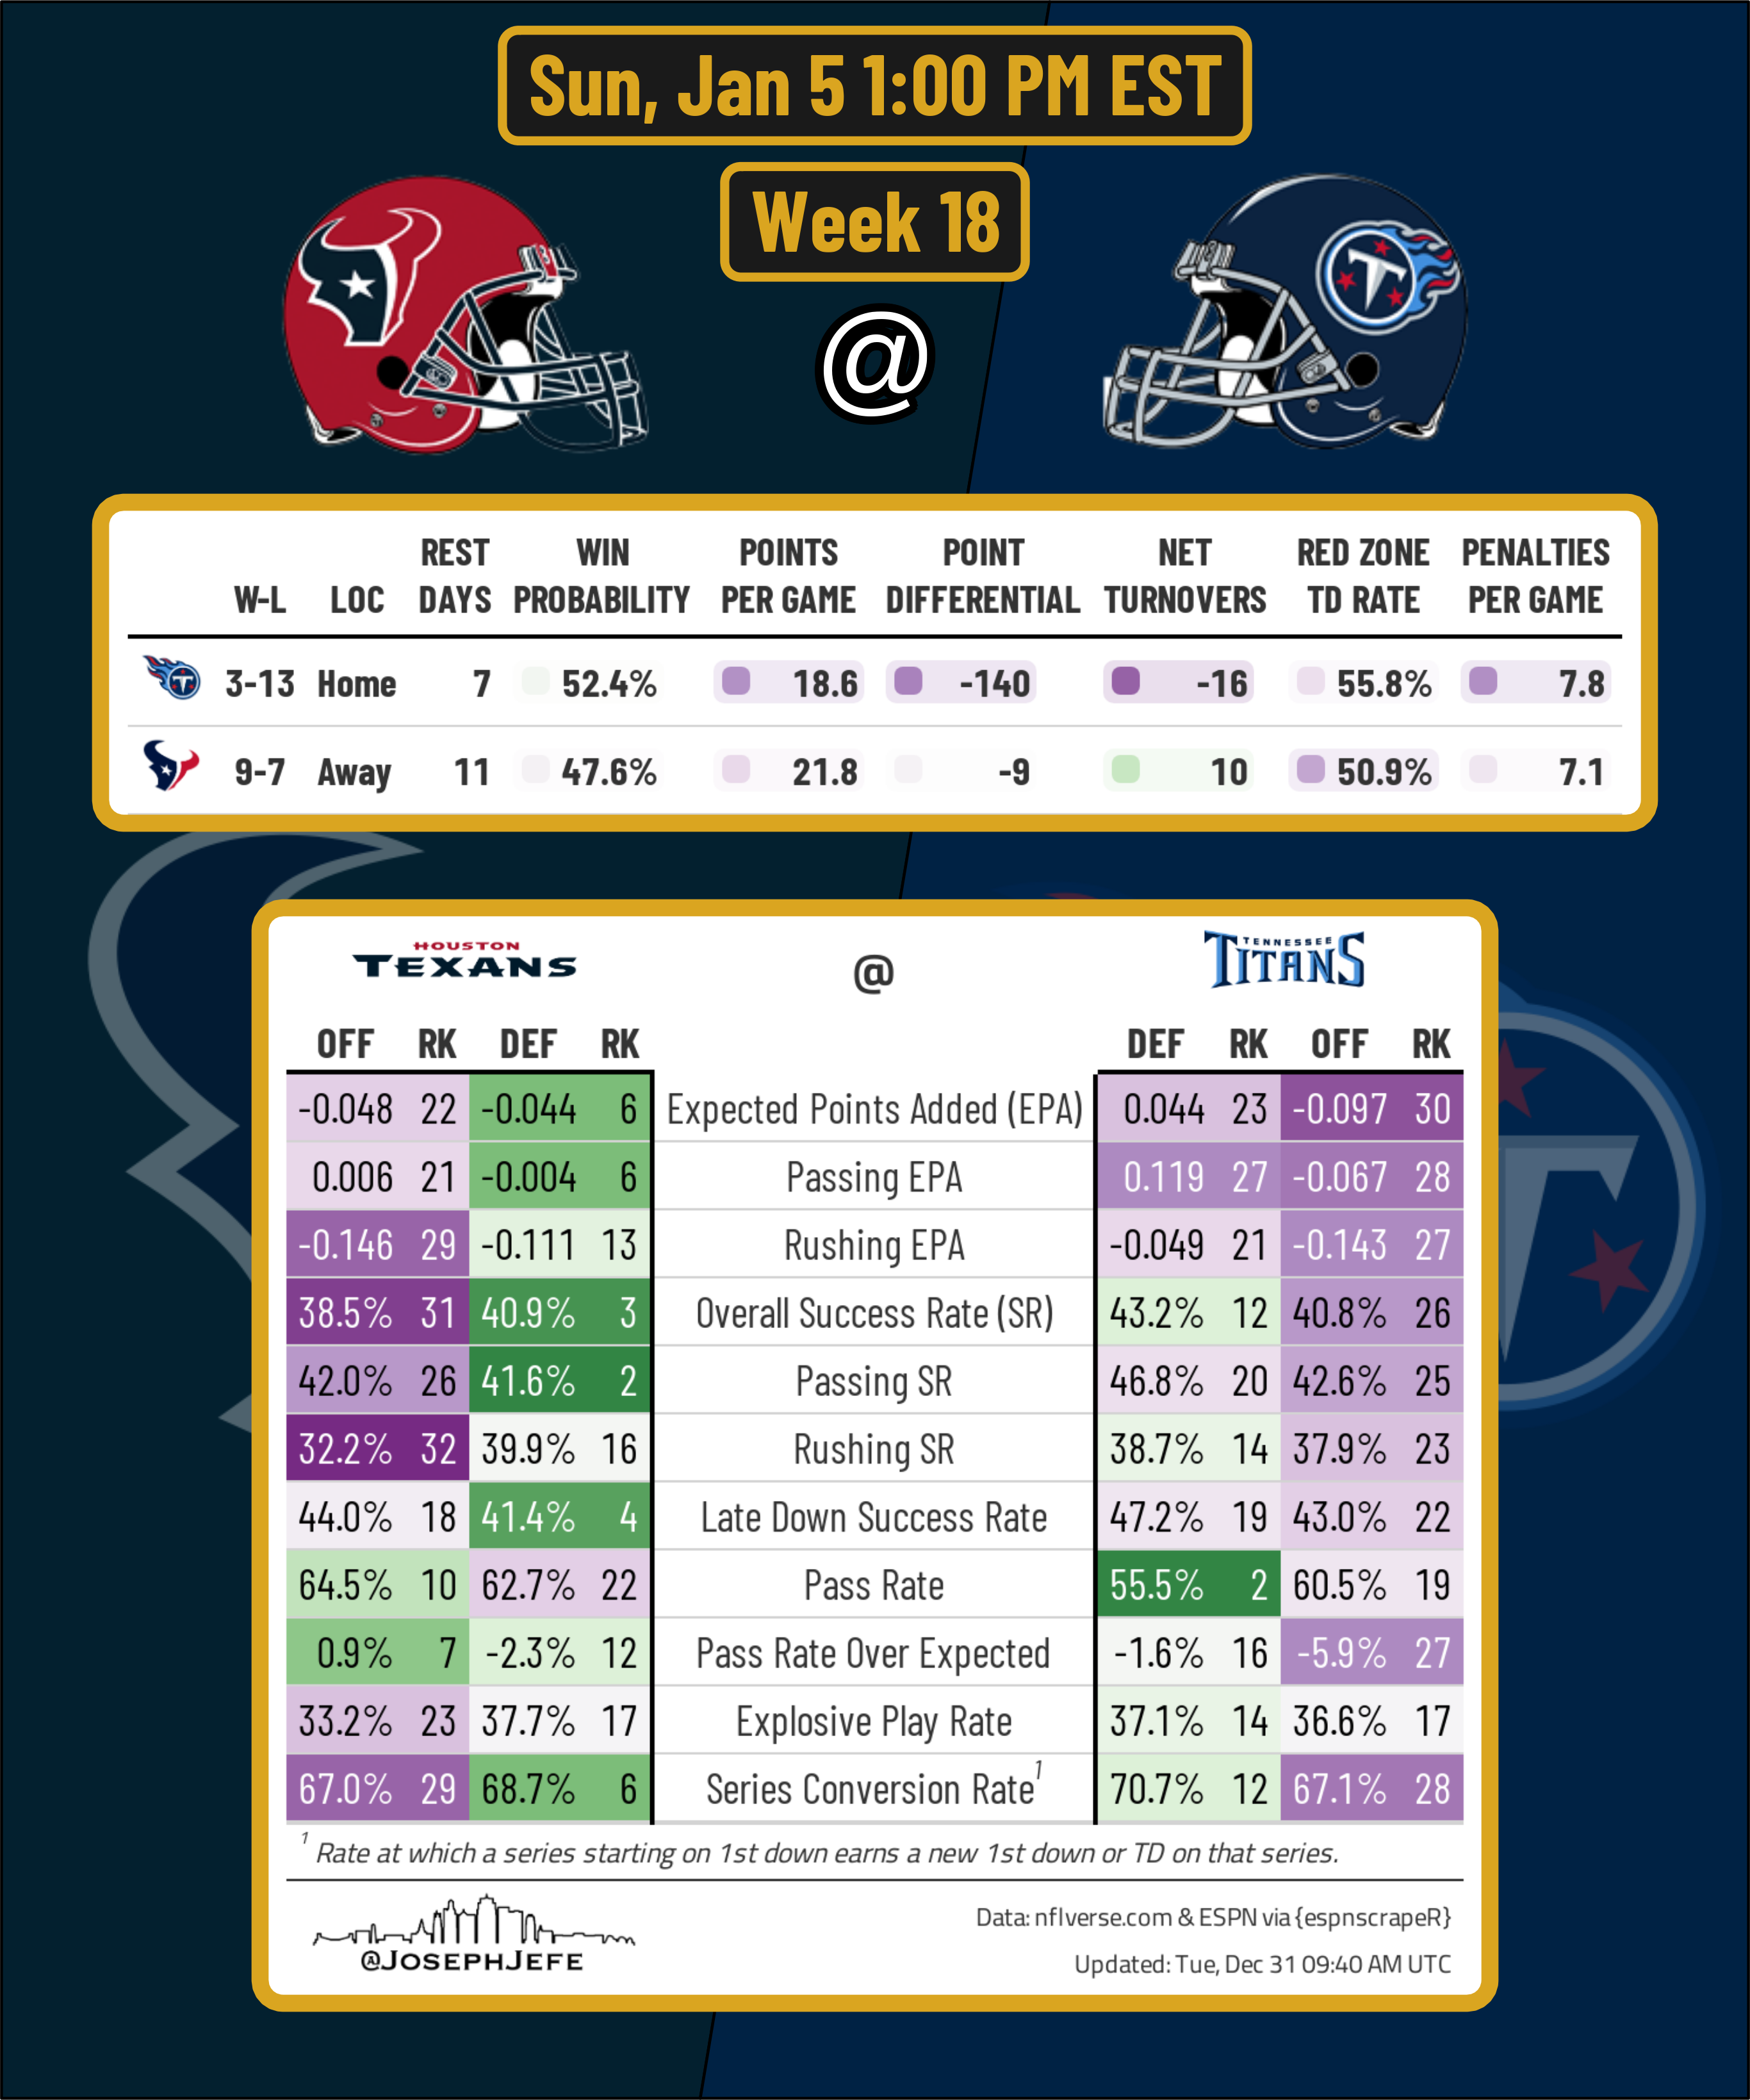 Sun, Jan 5 1:00 PM EST
Week 18
@
W-L LOC REST DAYS WIN PROBABILITY POINTS PER GAME POINT DIFFERENTIAL NET TURNOVERS RED ZONE TD RATE PENALTIES PER GAME
3-13 Home 7 52.4% 18.6 -140 -16 55.8% 7.8
9-7 Away 11 47.6% 21.8 -9 10 50.9% 7.1
HOUSTON TEXANS @ TENNESSEE TITANS
OFF RK DEF RK DEF RK OFF RK
-0.048 22 -0.044 6 Expected Points Added (EPA) 0.044 23 -0.097 30
0.006 21 -0.004 6 Passing EPA 0.119 27 -0.067 28
-0.146 29 -0.111 13 Rushing EPA -0.049 21 -0.143 27
38.5% 31 40.9% 3 Overall Success Rate (SR) 43.2% 12 40.8% 26
42.0% 26 41.6% 2 Passing SR 46.8% 20 42.6% 25
32.2% 32 39.9% 16 Rushing SR 38.7% 14 37.9% 23
44.0% 18 41.4% 4 Late Down Success Rate 47.2% 19 43.0% 22
64.5% 10 62.7% 22 Pass Rate 55.5% 2 60.5% 19
0.9% 7 -2.3% 12 Pass Rate Over Expected -1.6% 16 -5.9% 27
33.2% 23 37.7% 17 Explosive Play Rate 37.1% 14 36.6% 17
67.0% 29 68.7% 6 Series Conversion Rate¹ 70.7% 12 67.1% 28
¹ Rate at which a series starting on 1st down earns a new 1st down or TD on that series.
@JOSEPHJEFE
Data: nflverse.com & ESPN via {espnscrapeR}
Updated: Tue, Dec 31 09:40 AM UTC